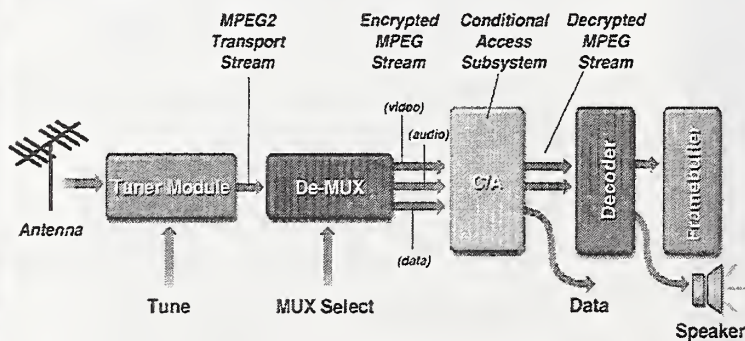 MPEG2
Transport
Stream
Encrypted
MPEG
Stream
Conditional
Access
Subsystem
Decrypted
MPEG
Stream
(video)
(audio)
(data)
Antenna
Tuner Module
De-MUX
C/A
Decoder
Framebuffer
Tune
MUX Select
Data
Speaker